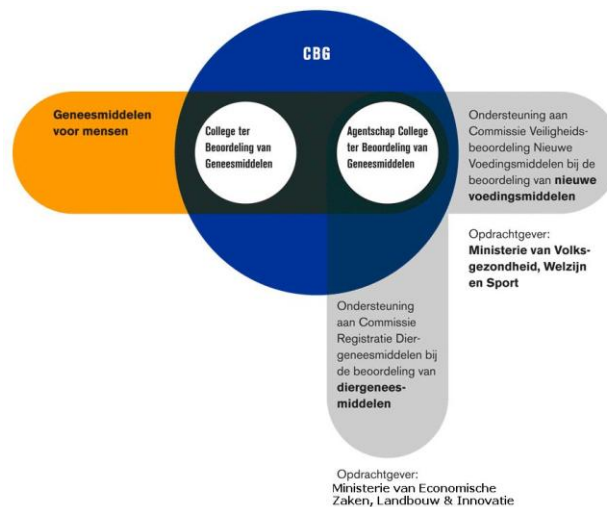 CBG
Geneesmiddelen
voor mensen
College ter
Beoordeling van
Geneesmiddelen
Agentschap College
ter Beoordeling van
Geneesmiddelen
Ondersteuning aan
Commissie Veiligheids-
beoordeling Nieuwe
Voedingsmiddelen bij de
beoordeling van nieuwe
voedingsmiddelen
Opdrachtgever:
Ministerie van Volks-
gezondheid, Welzijn
en Sport
Ondersteuning
aan Commissie
Registratie Dier-
geneesmiddelen bij
de beoordeling van
diergenees-
middelen
Opdrachtgever:
Ministerie van Economische
Zaken, Landbouw & Innovatie